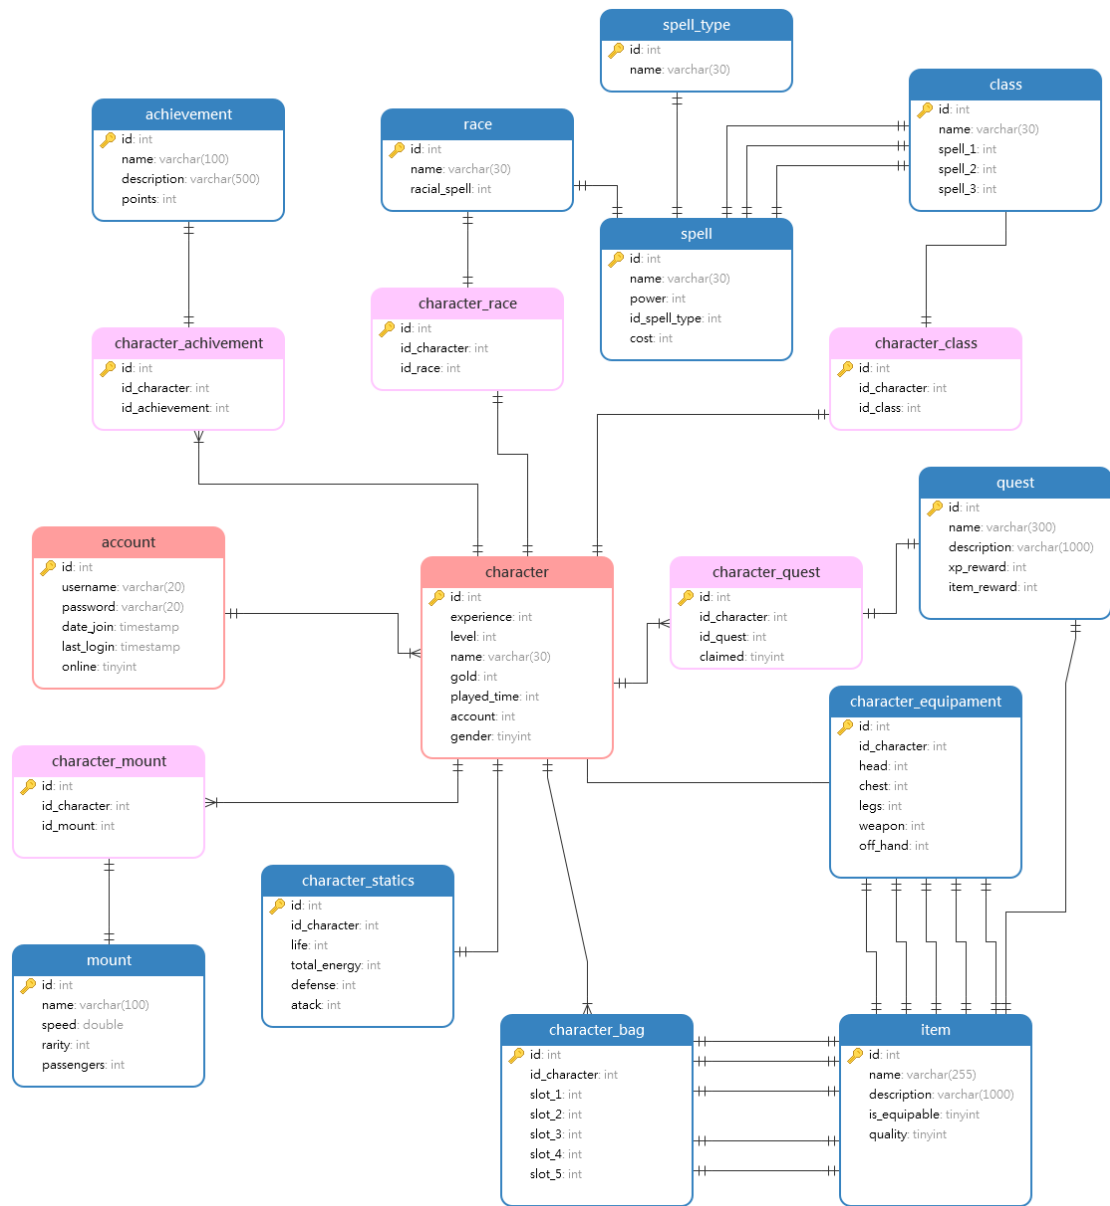 spell_type
id: int
name: varchar(30)
class
id: int
name: varchar(30)
spell_1: int
spell_2: int
spell_3: int
achievement
id: int
name: varchar(100)
description: varchar(500)
points: int
race
id: int
name: varchar(30)
racial_spell: int
spell
id: int
name: varchar(30)
power: int
id_spell_type: int
cost: int
character_race
id: int
id_character: int
id_race: int
character_achivement
id: int
id_character: int
id_achievement: int
character_class
id: int
id_character: int
id_class: int
quest
id: int
name: varchar(300)
description: varchar(1000)
xp_reward: int
item_reward: int
account
id: int
username: varchar(20)
password: varchar(20)
date_join: timestamp
last_login: timestamp
online: tinyint
character
id: int
experience: int
level: int
name: varchar(30)
gold: int
played_time: int
account: int
gender: tinyint
character_quest
id: int
id_character: int
id_quest: int
claimed: tinyint
character_equipament
id: int
id_character: int
head: int
chest: int
legs: int
weapon: int
off_hand: int
character_mount
id: int
id_character: int
id_mount: int
character_statics
id: int
id_character: int
life: int
total_energy: int
defense: int
atack: int
mount
id: int
name: varchar(100)
speed: double
rarity: int
passengers: int
character_bag
id: int
id_character: int
slot_1: int
slot_2: int
slot_3: int
slot_4: int
slot_5: int
item
id: int
name: varchar(255)
description: varchar(1000)
is_equipable: tinyint
quality: tinyint